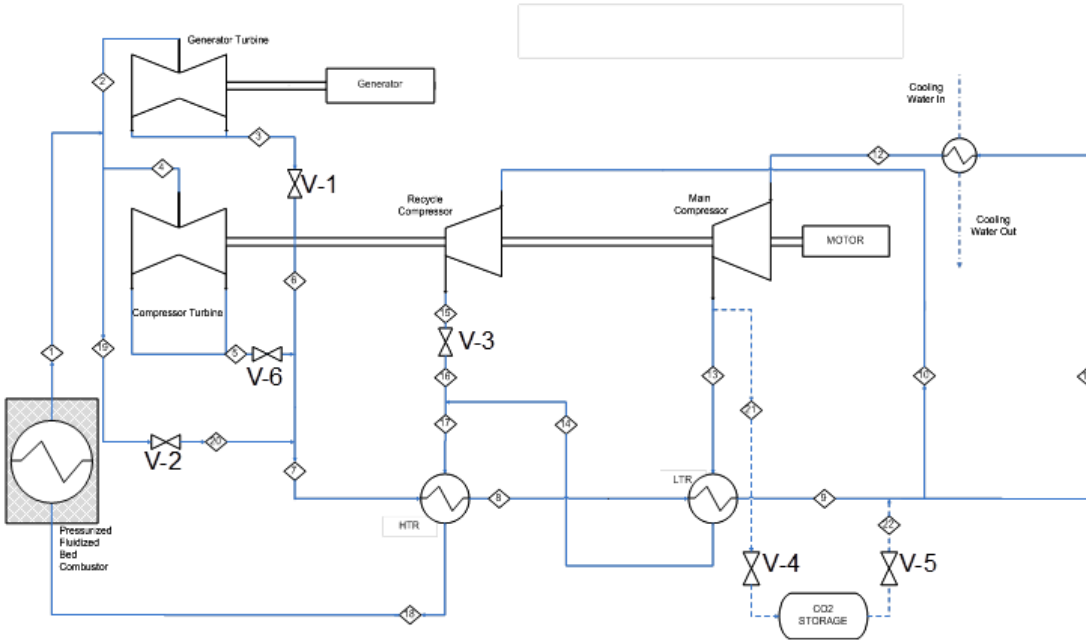 Generator Turbine
2
Generator
Cooling
Water In
3
4
12
V-1
Recycle
Compressor
Main
Compressor
Cooling
Water Out
MOTOR
6
Compressor Turbine
15
1
19
5
V-6
V-3
16
13
10
21
17
14
20
V-2
7
LTR
8
9
HTR
22
Pressurized
Fluidized
Bed
Combustor
V-4
V-5
18
CO2
STORAGE